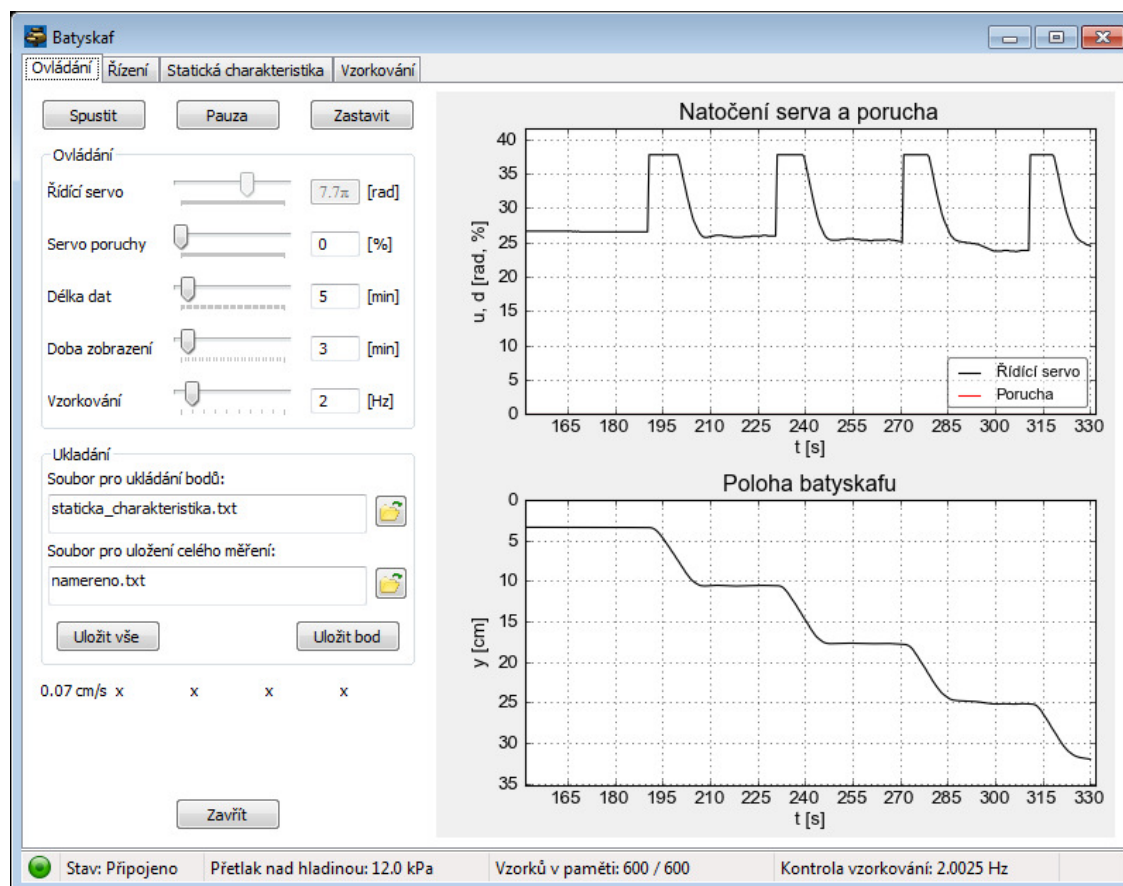 Batyskaf
Ovládání Řízení Statická charakteristika Vzorkování
Spustit Pauza Zastavit
Ovládání
Řídící servo 7.7π [rad]
Servo poruchy 0 [%]
Délka dat 5 [min]
Doba zobrazení 3 [min]
Vzorkování 2 [Hz]
Ukladání
Soubor pro ukládání bodů:
staticka_charakteristika.txt
Soubor pro uložení celého měření:
namereno.txt
Uložit vše Uložit bod
0.07 cm/s x x x x
Zavřít
Natočení serva a porucha
40
35
30
25
20
15
10
5
0
u, d [rad, %]
Řídící servo
Porucha
165 180 195 210 225 240 255 270 285 300 315 330
t [s]
Poloha batyskafu
0
5
10
15
20
25
30
35
y [cm]
165 180 195 210 225 240 255 270 285 300 315 330
t [s]
Stav: Připojeno Přetlak nad hladinou: 12.0 kPa Vzorků v paměti: 600 / 600 Kontrola vzorkování: 2.0025 Hz